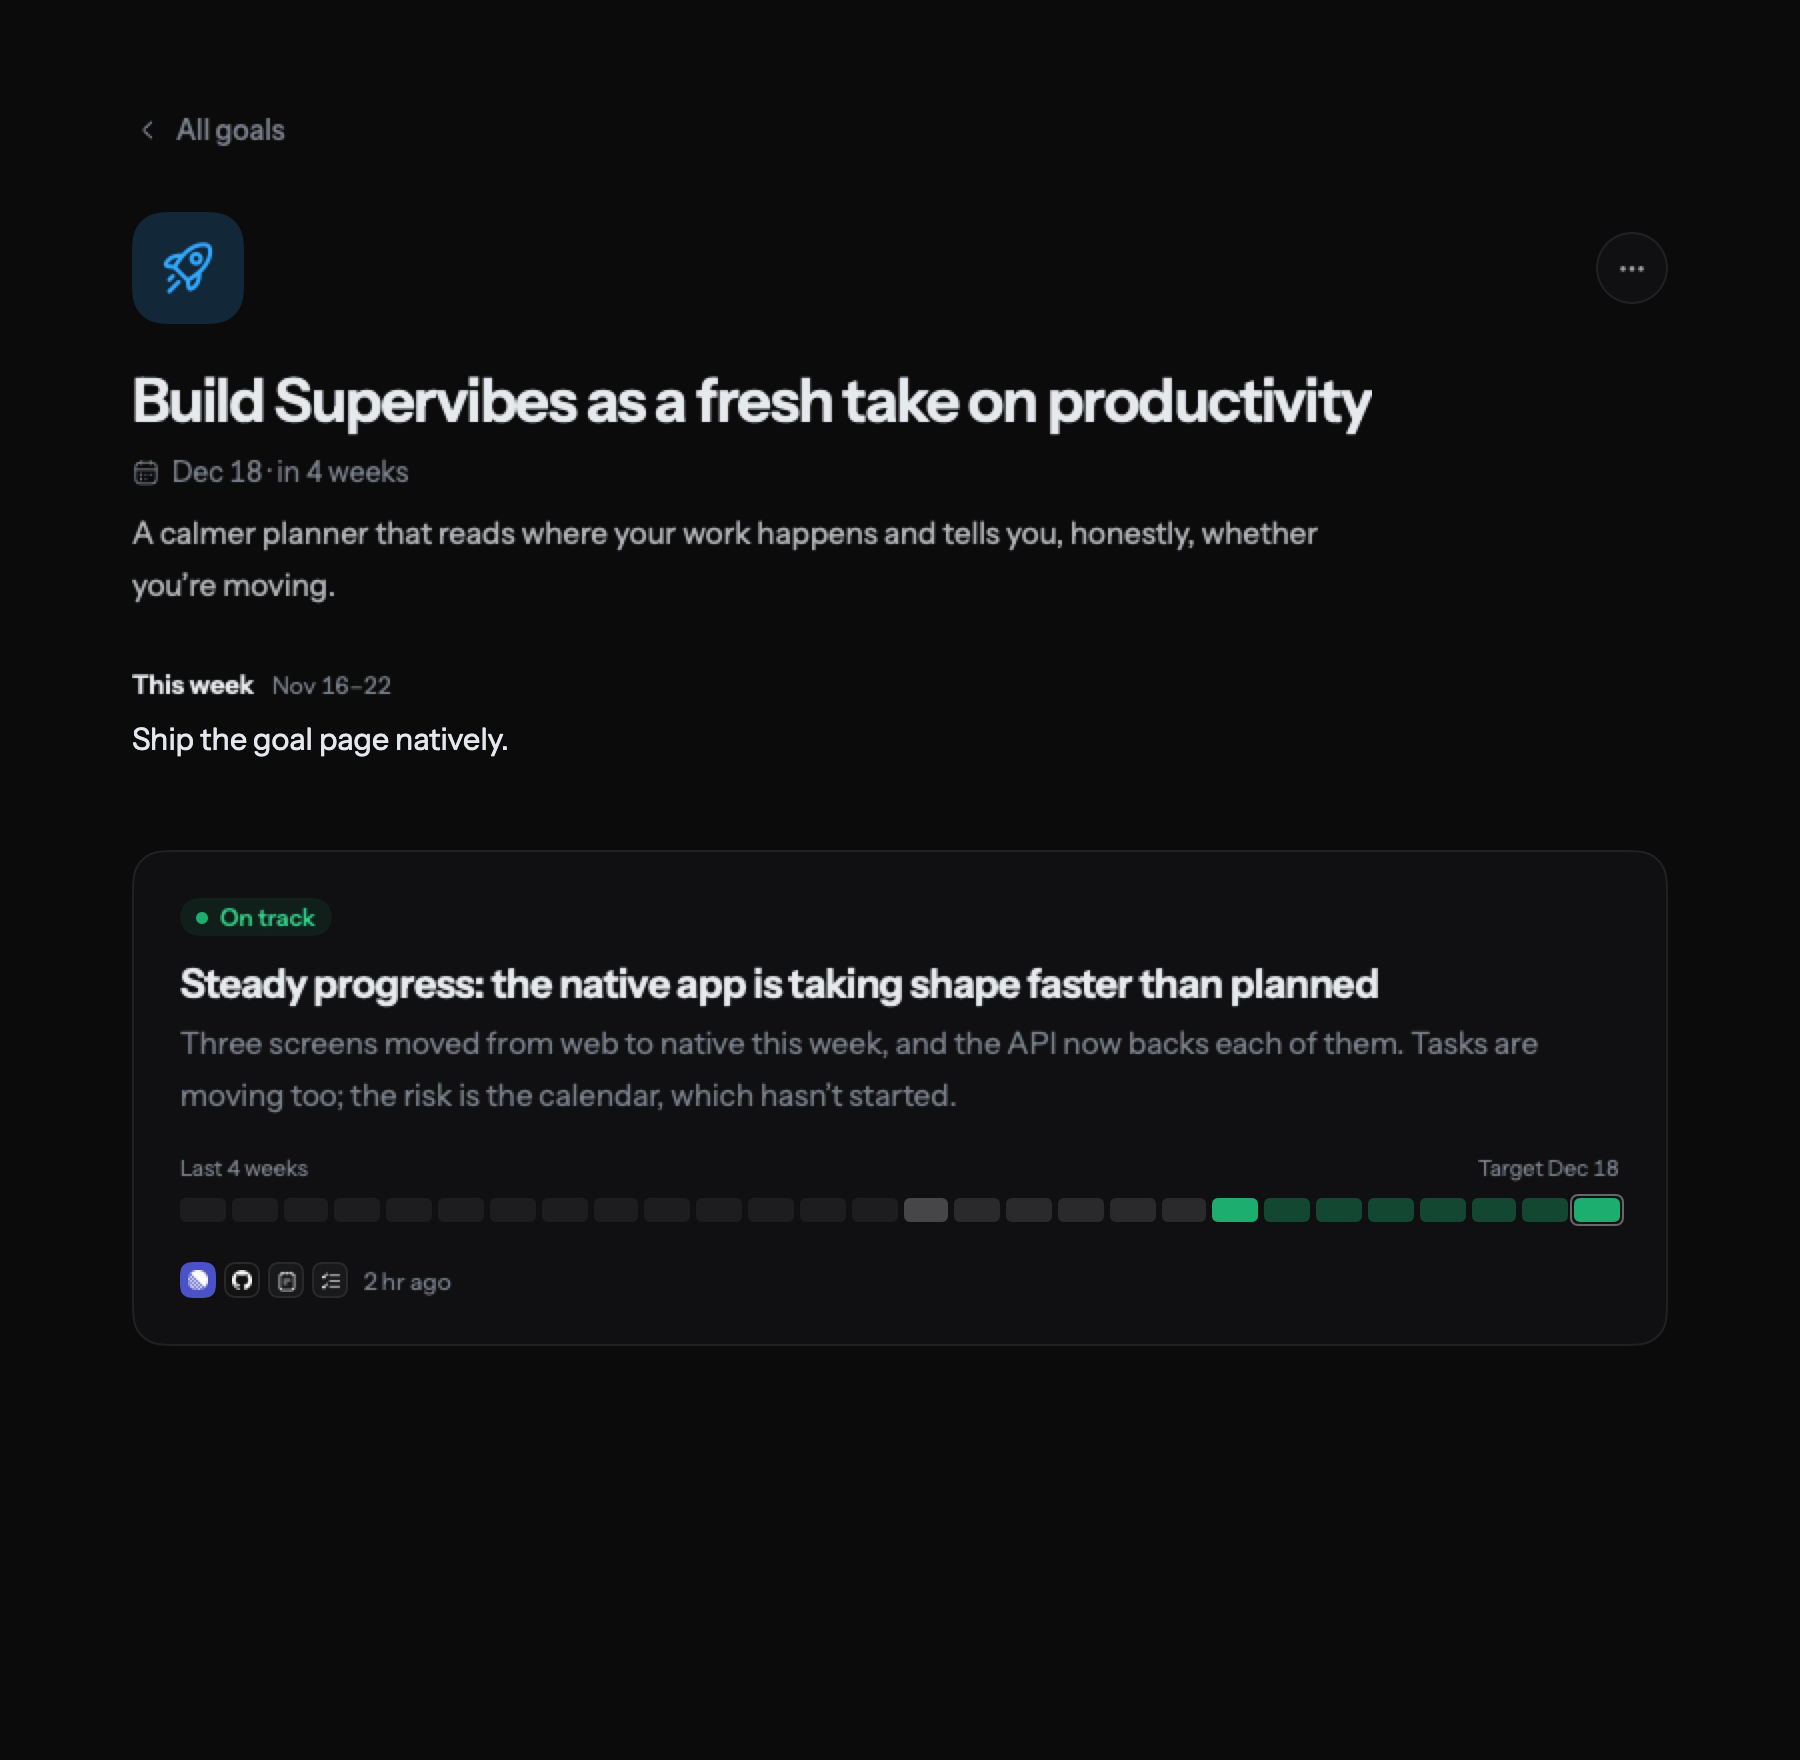 All goals
Build Supervibes as a fresh take on productivity
Dec 18 · in 4 weeks
A calmer planner that reads where your work happens and tells you, honestly, whether
you’re moving.
This week Nov 16–22
Ship the goal page natively.
On track
Steady progress: the native app is taking shape faster than planned
Three screens moved from web to native this week, and the API now backs each of them. Tasks are
moving too; the risk is the calendar, which hasn’t started.
Last 4 weeks Target Dec 18
2 hr ago